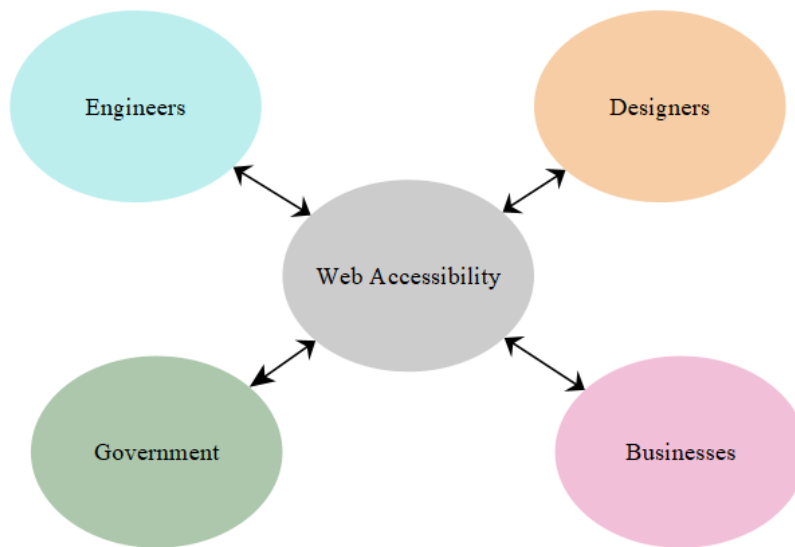 Engineers
Designers
Web Accessibility
Government
Businesses